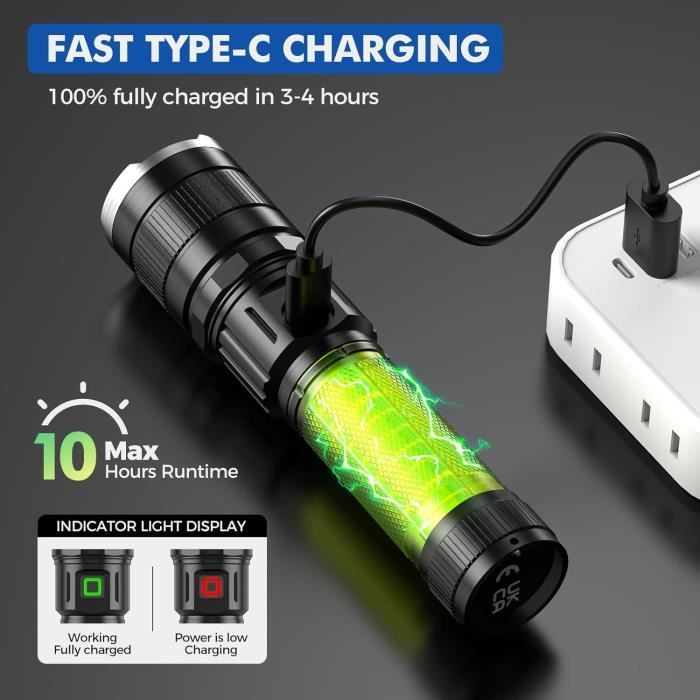 FAST TYPE-C CHARGING
100% fully charged in 3-4 hours
10 Max
Hours Runtime
INDICATOR LIGHT DISPLAY
Working
Fully charged
Power is low
Charging
CE UK
CA